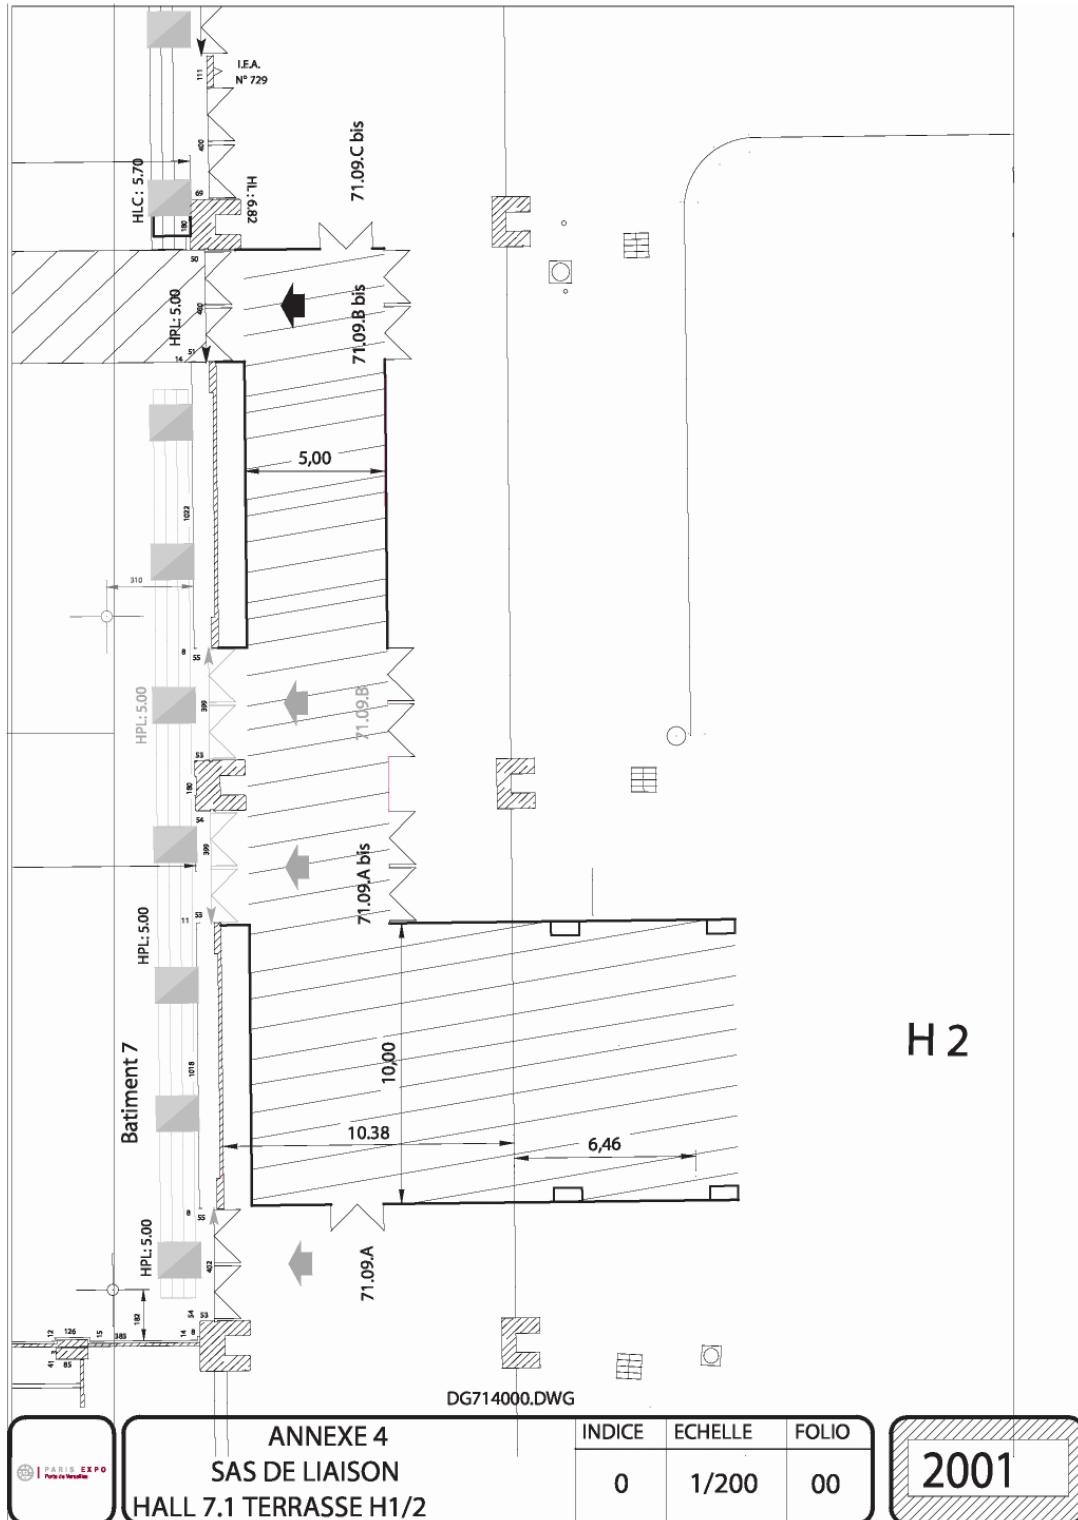 I.E.A.
N° 729
111
400
69
HLC: 5.70
HL: 6.82
180
71.09.C bis
50
HPL: 5.00
400
51
14
71.09.B bis
5,00
1022
310
8
55
HPL: 5.00
399
71.09.B
53
180
54
399
71.09.A bis
53
11
HPL: 5.00
Batiment 7
1018
10,00
H 2
10.38
6,46
8
55
HPL: 5.00
402
71.09.A
182
54
53
12
126
15
385
14
8
3
41
85
DG714000.DWG
PARIS EXPO
Porte de Versailles
ANNEXE 4
SAS DE LIAISON
HALL 7.1 TERRASSE H1/2
INDICE ECHELLE FOLIO
0 1/200 00
2001